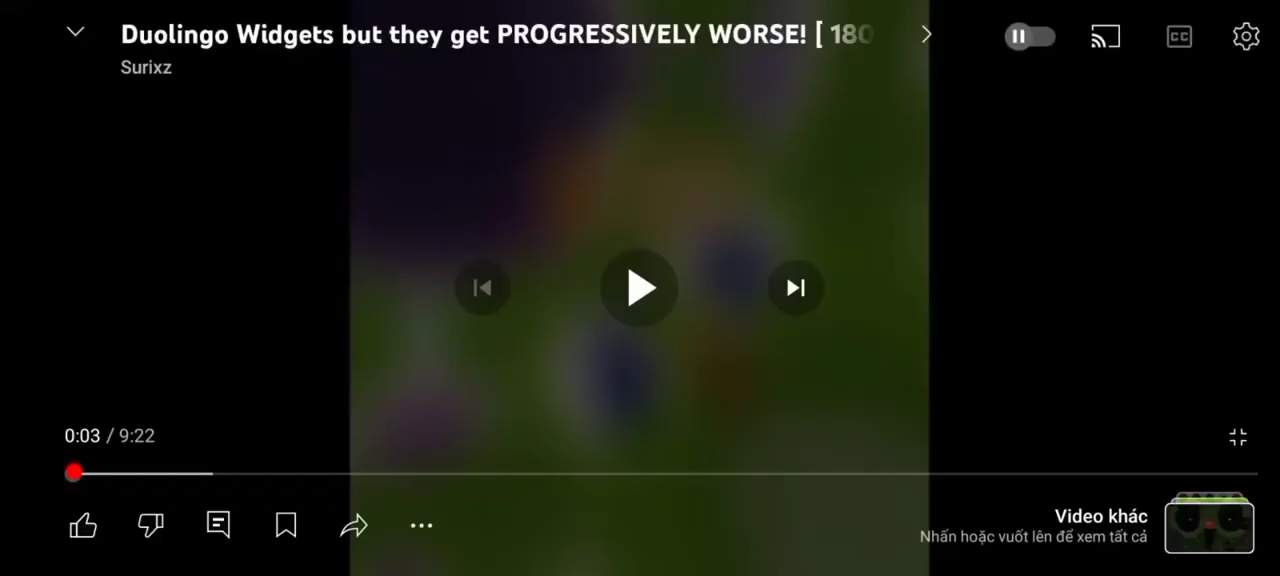 Duolingo Widgets but they get PROGRESSIVELY WORSE! [ 180
Surixz
CC
0:03 / 9:22
Video khác
Nhấn hoặc vuốt lên để xem tất cả